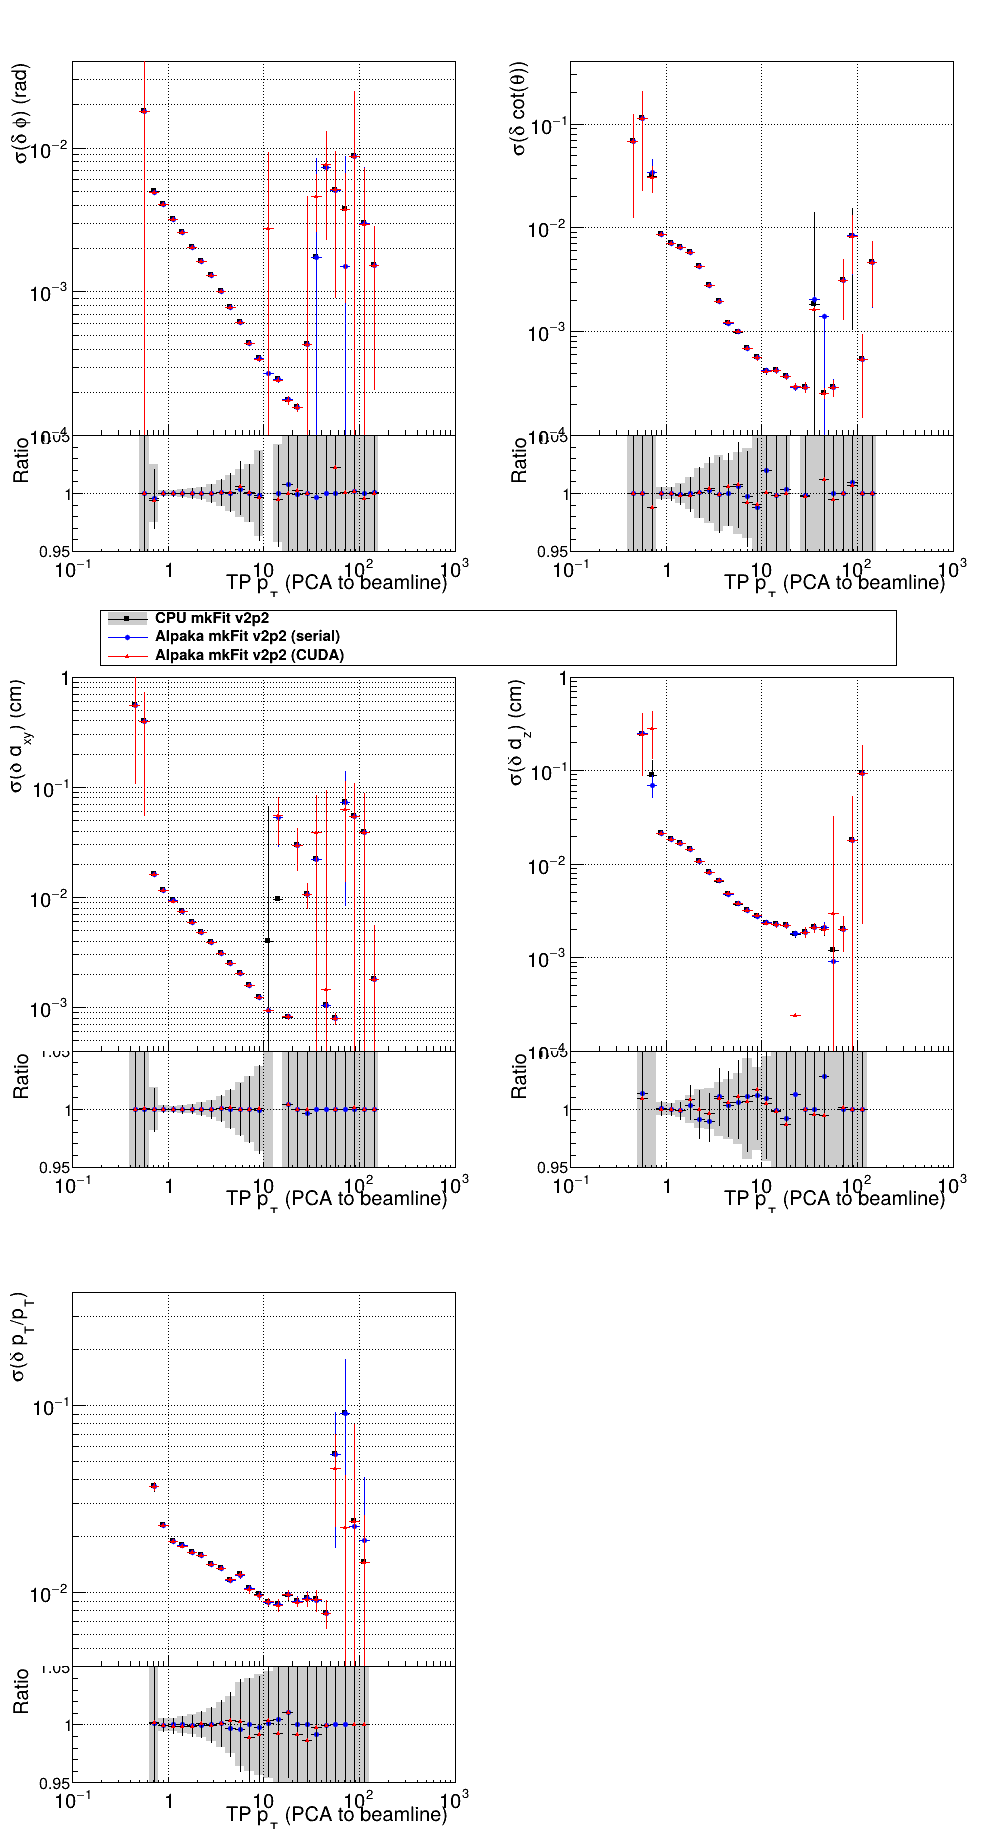 σ(δ φ) (rad)
10⁻²
10⁻³
10⁻⁴
Ratio
1.05
1
0.95
10⁻¹ 1 10 10² 10³
TP p_T (PCA to beamline)
σ(δ cot(θ))
10⁻¹
10⁻²
10⁻³
10⁻⁴
Ratio
1.05
1
0.95
10⁻¹ 1 10 10² 10³
TP p_T (PCA to beamline)
CPU mkFit v2p2
Alpaka mkFit v2p2 (serial)
Alpaka mkFit v2p2 (CUDA)
σ(δ d_xy) (cm)
1
10⁻¹
10⁻²
10⁻³
Ratio
1.05
1
0.95
10⁻¹ 1 10 10² 10³
TP p_T (PCA to beamline)
σ(δ d_z) (cm)
1
10⁻¹
10⁻²
10⁻³
10⁻⁴
Ratio
1.05
1
0.95
10⁻¹ 1 10 10² 10³
TP p_T (PCA to beamline)
σ(δ p_T/p_T)
10⁻¹
10⁻²
Ratio
1.05
1
0.95
10⁻¹ 1 10 10² 10³
TP p_T (PCA to beamline)